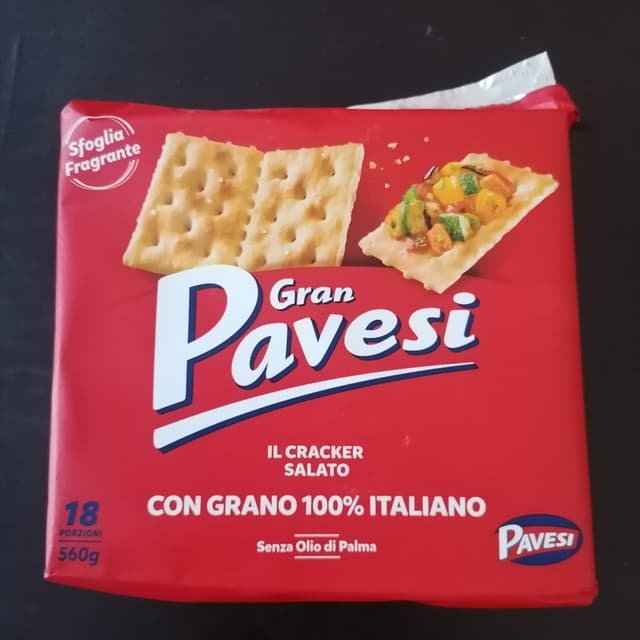 Sfoglia
Fragrante
Gran
Pavesi
IL CRACKER
SALATO
CON GRANO 100% ITALIANO
18
PORZIONI
560g
Senza Olio di Palma
PAVESI